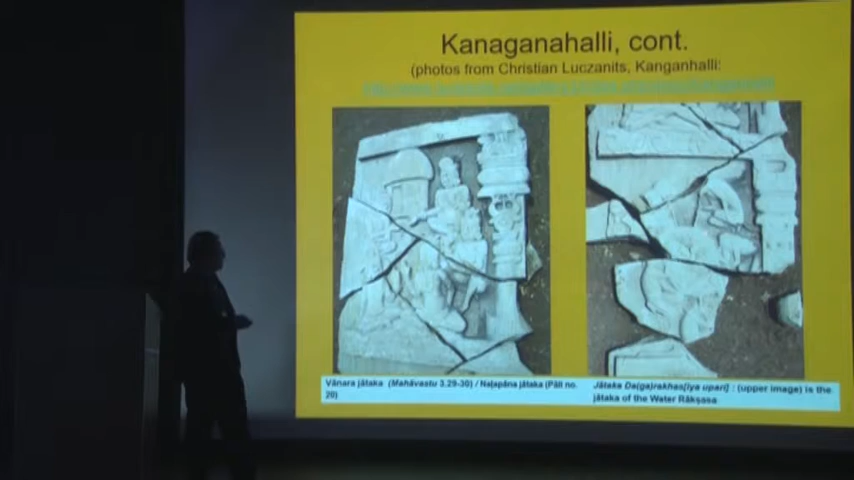 Kanaganahalli, cont.
(photos from Christian Luczanits, Kanganhalli:
Vānara jātaka (Mahāvastu 3.29-30) / Naḷapāna jātaka (Pāli no.
20)
Jātaka Da(ga)rakhas[iya upari] : (upper image) is the
jātaka of the Water Rākṣasa